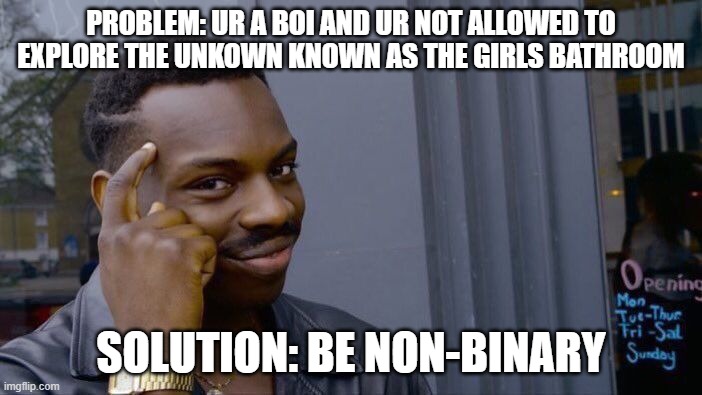 PROBLEM: UR A BOI AND UR NOT ALLOWED TO
EXPLORE THE UNKOWN KNOWN AS THE GIRLS BATHROOM
Opening
Mon
Tue-Thur
Fri-Sat
Sunday
SOLUTION: BE NON-BINARY
imgflip.com